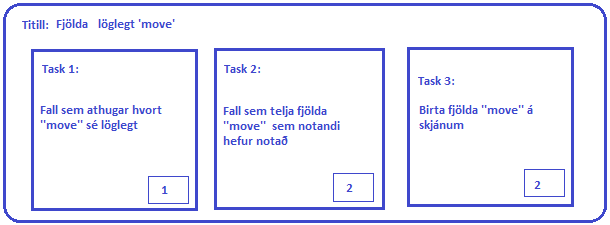 Titill: Fjölda löglegt 'move'
Task 1:
Fall sem athugar hvort
"move" sé löglegt
1
Task 2:
Fall sem telja fjölda
"move" sem notandi
hefur notað
2
Task 3:
Birta fjölda "move" á
skjánum
2